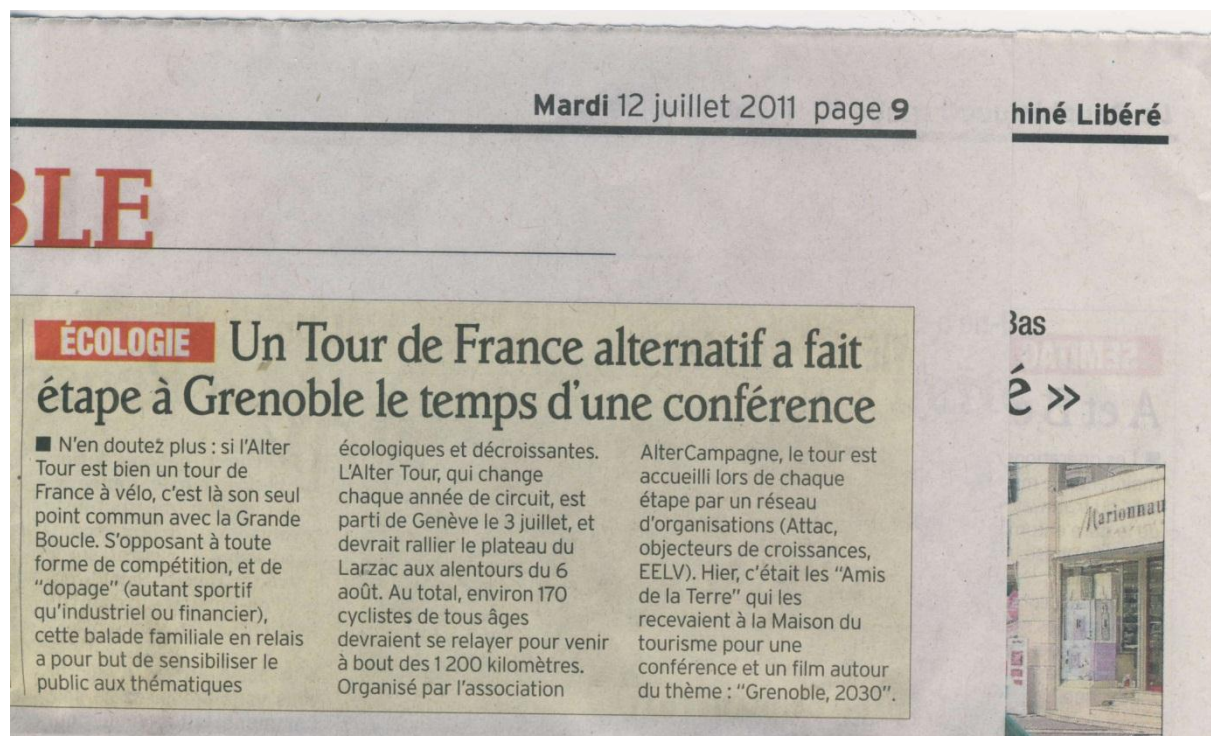 Mardi 12 juillet 2011 page 9
hiné Libéré
BLE
ÉCOLOGIE Un Tour de France alternatif a fait
étape à Grenoble le temps d'une conférence
■ N'en doutez plus : si l'Alter
Tour est bien un tour de
France à vélo, c'est là son seul
point commun avec la Grande
Boucle. S'opposant à toute
forme de compétition, et de
"dopage" (autant sportif
qu'industriel ou financier),
cette balade familiale en relais
a pour but de sensibiliser le
public aux thématiques
écologiques et décroissantes.
L'Alter Tour, qui change
chaque année de circuit, est
parti de Genève le 3 juillet, et
devrait rallier le plateau du
Larzac aux alentours du 6
août. Au total, environ 170
cyclistes de tous âges
devraient se relayer pour venir
à bout des 1 200 kilomètres.
Organisé par l'association
AlterCampagne, le tour est
accueilli lors de chaque
étape par un réseau
d'organisations (Attac,
objecteurs de croissances,
EELV). Hier, c'était les "Amis
de la Terre" qui les
recevaient à la Maison du
tourisme pour une
conférence et un film autour
du thème : "Grenoble, 2030".
Bas
é »
Marionnau